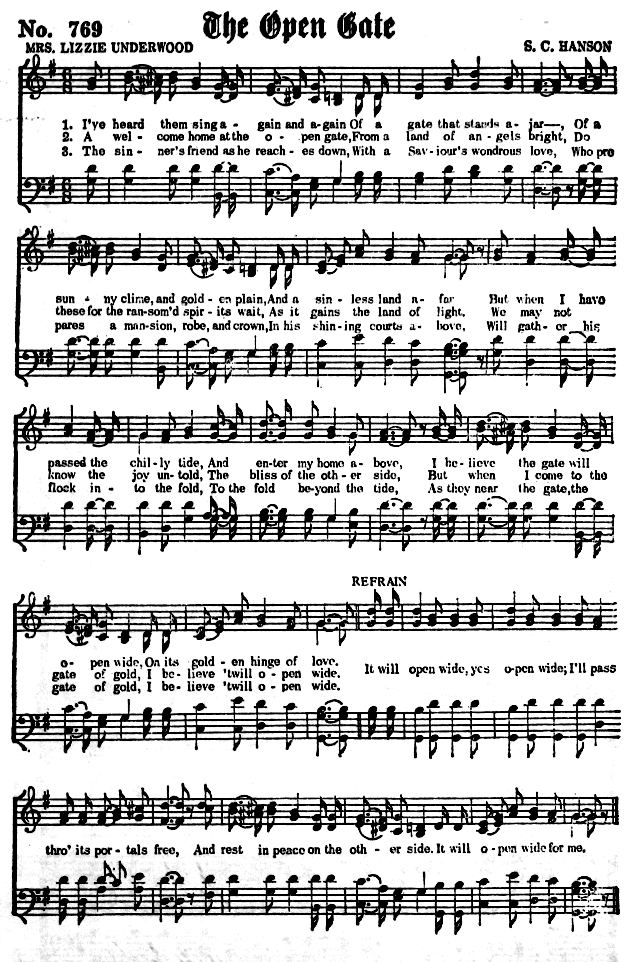 No. 769 The Open Gate
MRS. LIZZIE UNDERWOOD S. C. HANSON
1. I've heard them sing a - gain and a-gain Of a gate that stands a- jar—, Of a
2. A wel - come home at the o - pen gate, From a land of an - gels bright, Do
3. The sin - ner's friend as he reach - es down, With a Sav - iour's wondrous love, Who pre
sun - ny clime, and gold - en plain, And a sin - less land a- far But when I have
these for the ran-som'd spir - its wait, As it gains the land of light. We may not
pares a man-sion, robe, and crown, In his shin - ing courts a- bove, Will gath - er his
passed the chil - ly tide, And en-ter my home a- bove, I be - lieve the gate will
know the joy un - told, The bliss of the oth - er side, But when I come to the
flock in - to the fold, To the fold be-yond the tide, As they near the gate, the
REFRAIN
o - pen wide, On its gold - en hinge of love. It will open wide, yes o-pen wide; I'll pass
gate of gold, I be - lieve 'twill o - pen wide.
gate of gold, I be - lieve 'twill o - pen wide.
thro' its por - tals free, And rest in peace on the oth - er side. It will o - pen wide for me.